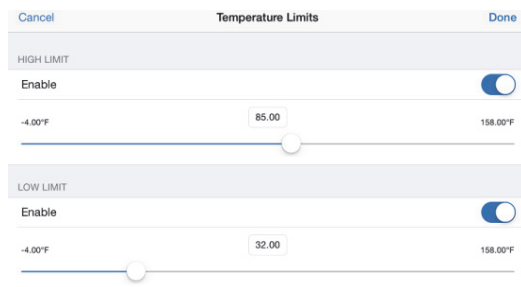 Cancel Temperature Limits Done
HIGH LIMIT
Enable
-4.00°F 85.00 158.00°F
LOW LIMIT
Enable
-4.00°F 32.00 158.00°F